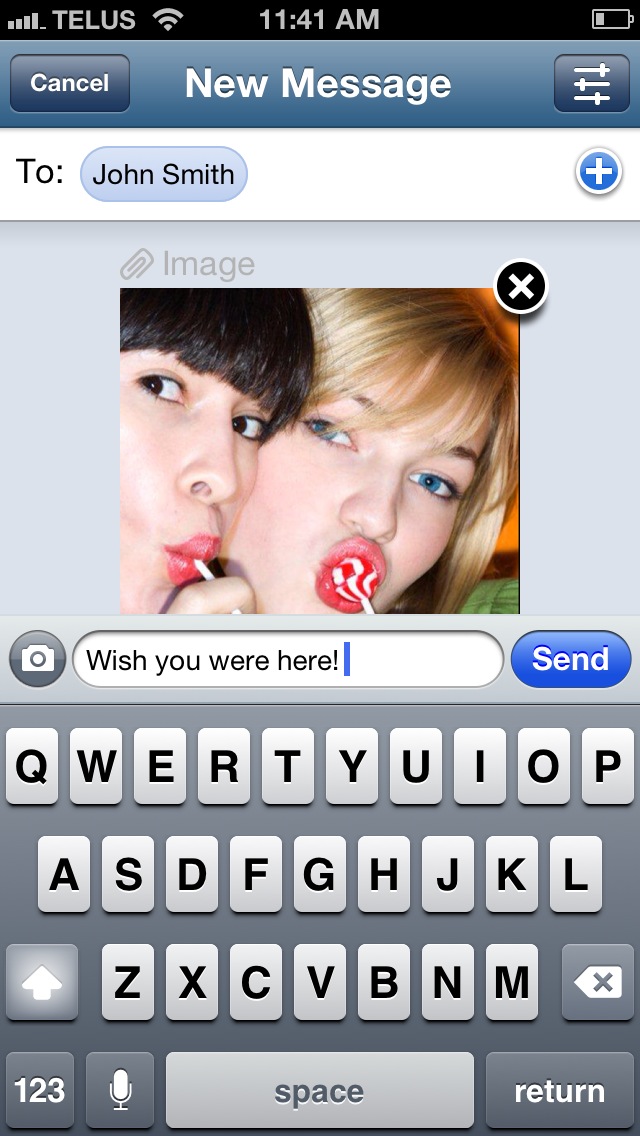 TELUS 11:41 AM
Cancel New Message
To: John Smith
Image
Wish you were here! Send
Q W E R T Y U I O P
A S D F G H J K L
Z X C V B N M
123 space return